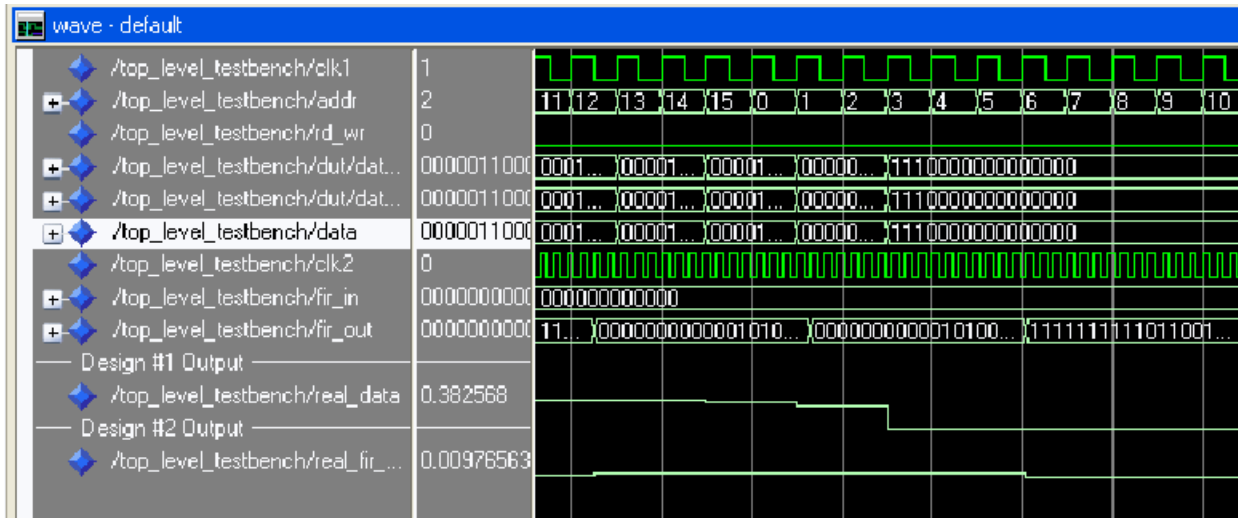 wave - default
/top_level_testbench/clk1 1
/top_level_testbench/addr 2 11 12 13 14 15 0 1 2 3 4 5 6 7 8 9 10
/top_level_testbench/rd_wr 0
/top_level_testbench/dut/dat... 0000011000 0001... 00001... 00001... 00000... 1110000000000000
/top_level_testbench/dut/dat... 0000011000 0001... 00001... 00001... 00000... 1110000000000000
/top_level_testbench/data 0000011000 0001... 00001... 00001... 00000... 1110000000000000
/top_level_testbench/clk2 0
/top_level_testbench/fir_in 0000000000 000000000000
/top_level_testbench/fir_out 0000000000 11... 0000000000001010... 0000000000010100... 1111111111011001...
Design #1 Output
/top_level_testbench/real_data 0.382568
Design #2 Output
/top_level_testbench/real_fir_... 0.00976563